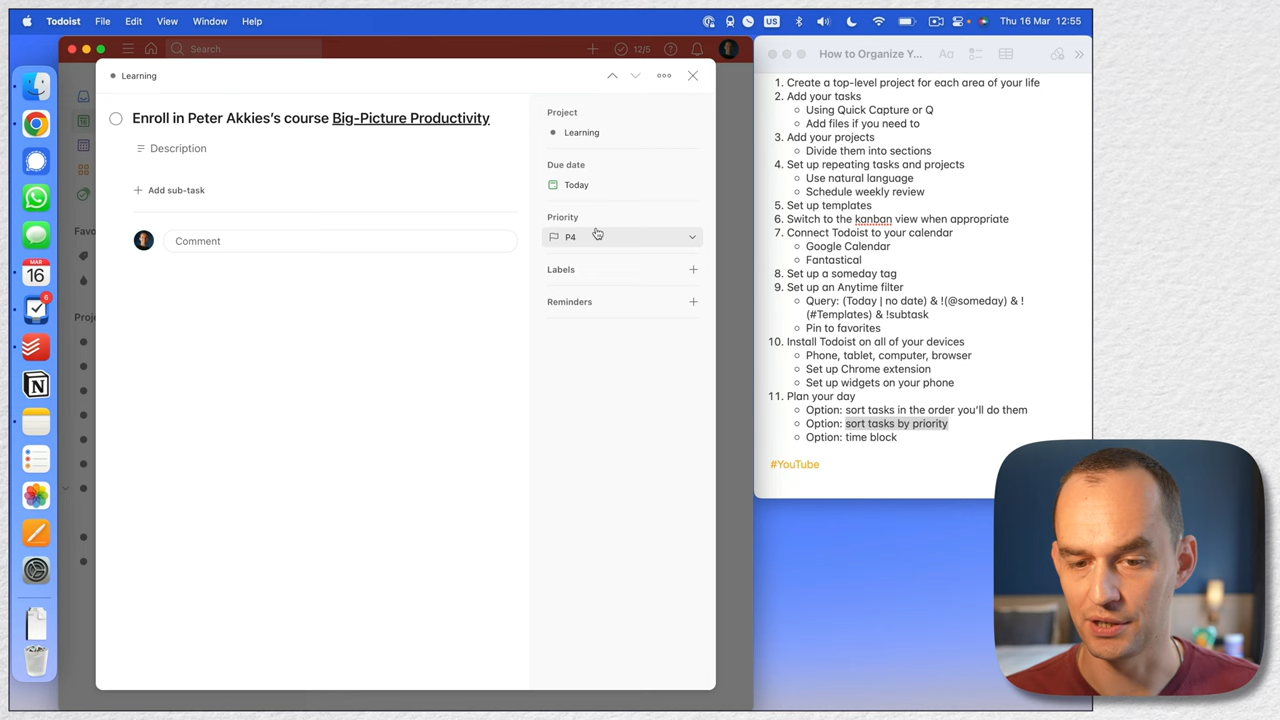 Todoist File Edit View Window Help
US
Thu 16 Mar 12:55
Search
12/5
How to Organize Y...
Aa
Learning
Enroll in Peter Akkies's course Big-Picture Productivity
Description
Add sub-task
Comment
Project
Learning
Due date
Today
Priority
P4
Labels
Reminders
Favo
Proje
MAR
16
6
1. Create a top-level project for each area of your life
2. Add your tasks
Using Quick Capture or Q
Add files if you need to
3. Add your projects
Divide them into sections
4. Set up repeating tasks and projects
Use natural language
Schedule weekly review
5. Set up templates
6. Switch to the kanban view when appropriate
7. Connect Todoist to your calendar
Google Calendar
Fantastical
8. Set up a someday tag
9. Set up an Anytime filter
Query: (Today | no date) & !(@someday) & !
(#Templates) & !subtask
Pin to favorites
10. Install Todoist on all of your devices
Phone, tablet, computer, browser
Set up Chrome extension
Set up widgets on your phone
11. Plan your day
Option: sort tasks in the order you'll do them
Option: sort tasks by priority
Option: time block
#YouTube